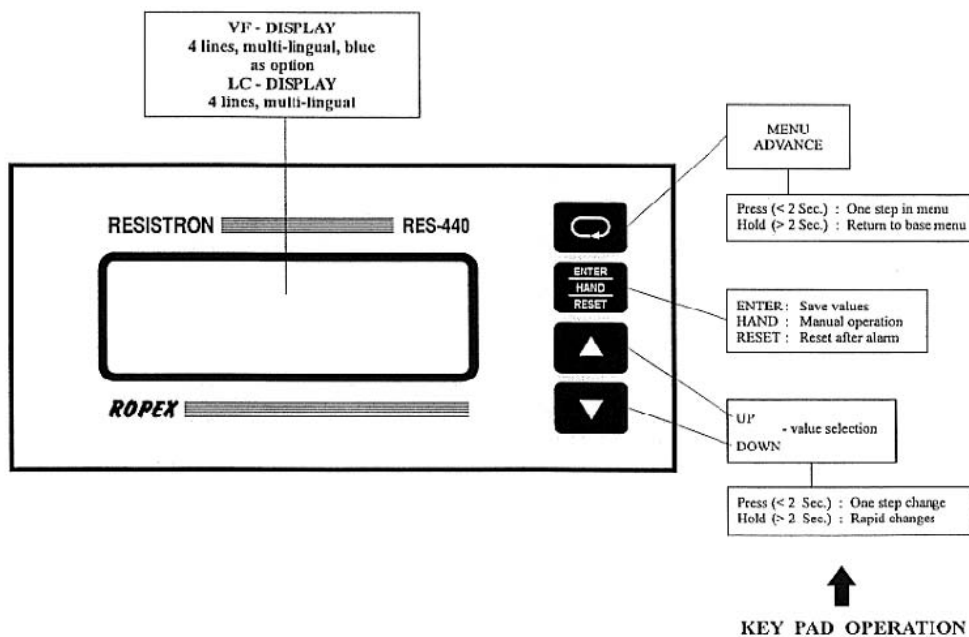 VF - DISPLAY
4 lines, multi-lingual, blue
as option
LC - DISPLAY
4 lines, multi-lingual
MENU
ADVANCE
Press (< 2 Sec.) : One step in menu
Hold (> 2 Sec.) : Return to base menu
RESISTRON
RES-440
ENTER
HAND
RESET
ENTER : Save values
HAND : Manual operation
RESET : Reset after alarm
ROPEX
UP
- value selection
DOWN
Press (< 2 Sec.) : One step change
Hold (> 2 Sec.) : Rapid changes
KEY PAD OPERATION